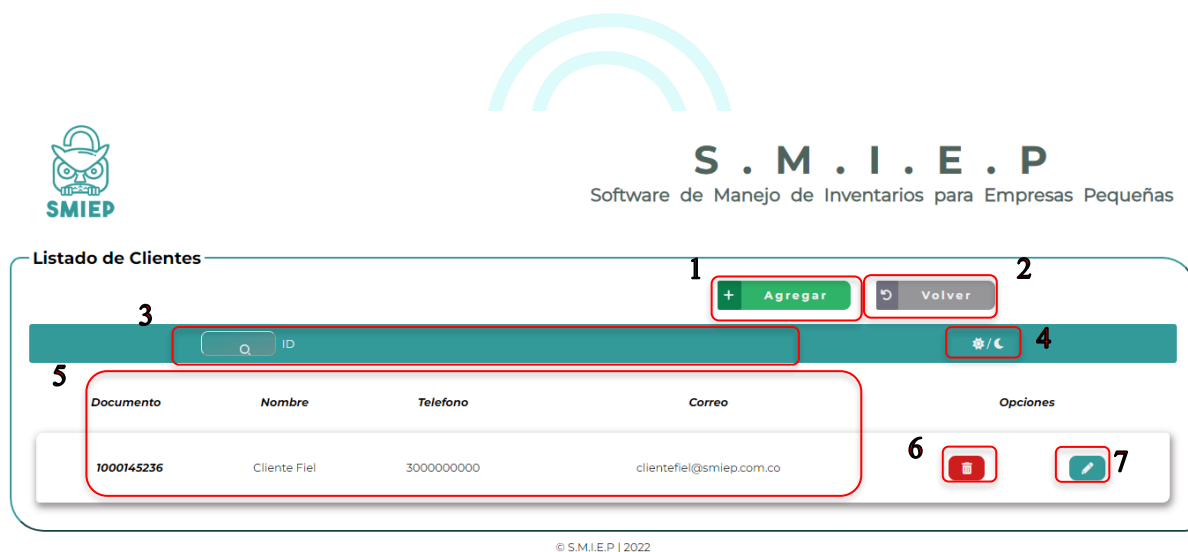 S . M . I . E . P
Software de Manejo de Inventarios para Empresas Pequeñas
SMIEP
Listado de Clientes
1
2
+ Agregar
Volver
3
ID
/
4
5
Documento Nombre Telefono Correo Opciones
6
7
1000145236 Cliente Fiel 3000000000 clientefiel@smiep.com.co
© S.M.I.E.P | 2022